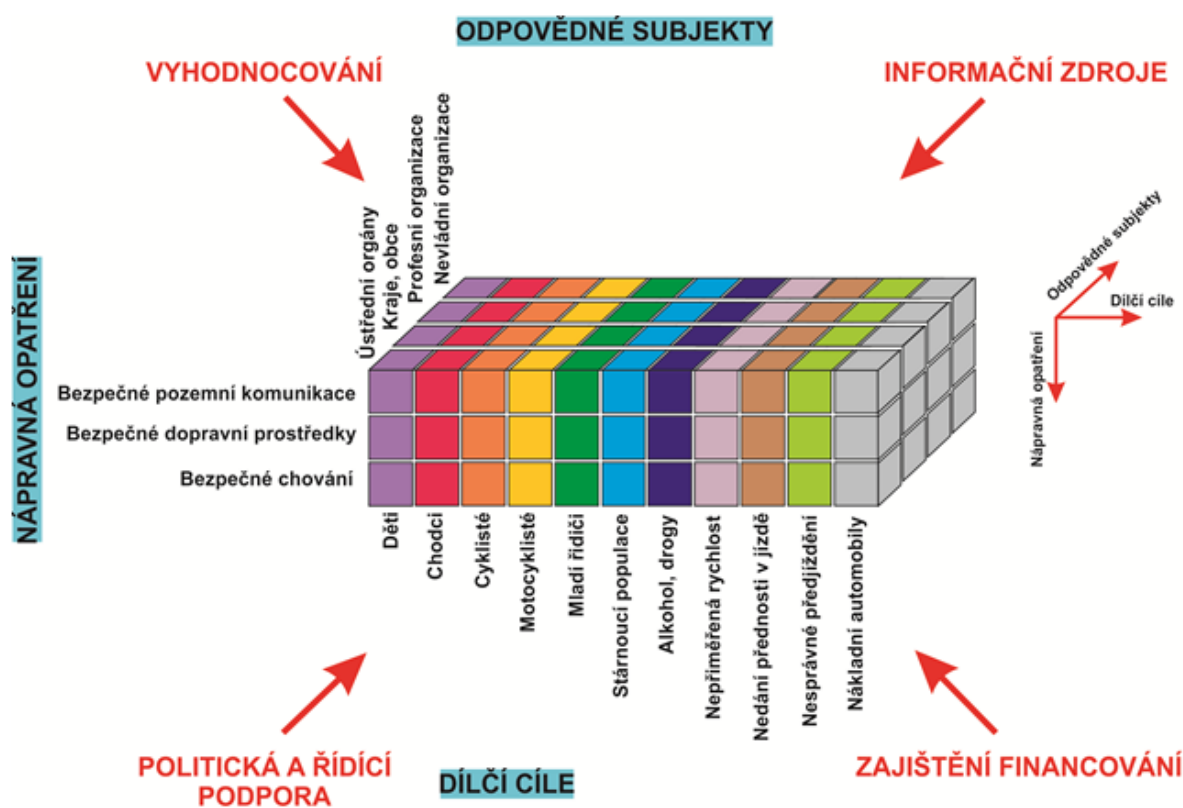 ODPOVĚDNÉ SUBJEKTY
VYHODNOCOVÁNÍ
INFORMAČNÍ ZDROJE
Ústřední orgány
Kraje, obce
Profesní organizace
Nevládní organizace
Odpovědné subjekty
Dílčí cíle
Nápravná opatření
NÁPRAVNÁ OPATŘENÍ
Bezpečné pozemní komunikace
Bezpečné dopravní prostředky
Bezpečné chování
Děti
Chodci
Cyklisté
Motocyklisté
Mladí řidiči
Stárnoucí populace
Alkohol, drogy
Nepřiměřená rychlost
Nedání přednosti v jízdě
Nesprávné předjíždění
Nákladní automobily
POLITICKÁ A ŘÍDÍCÍ
PODPORA
DÍLČÍ CÍLE
ZAJIŠTĚNÍ FINANCOVÁNÍ